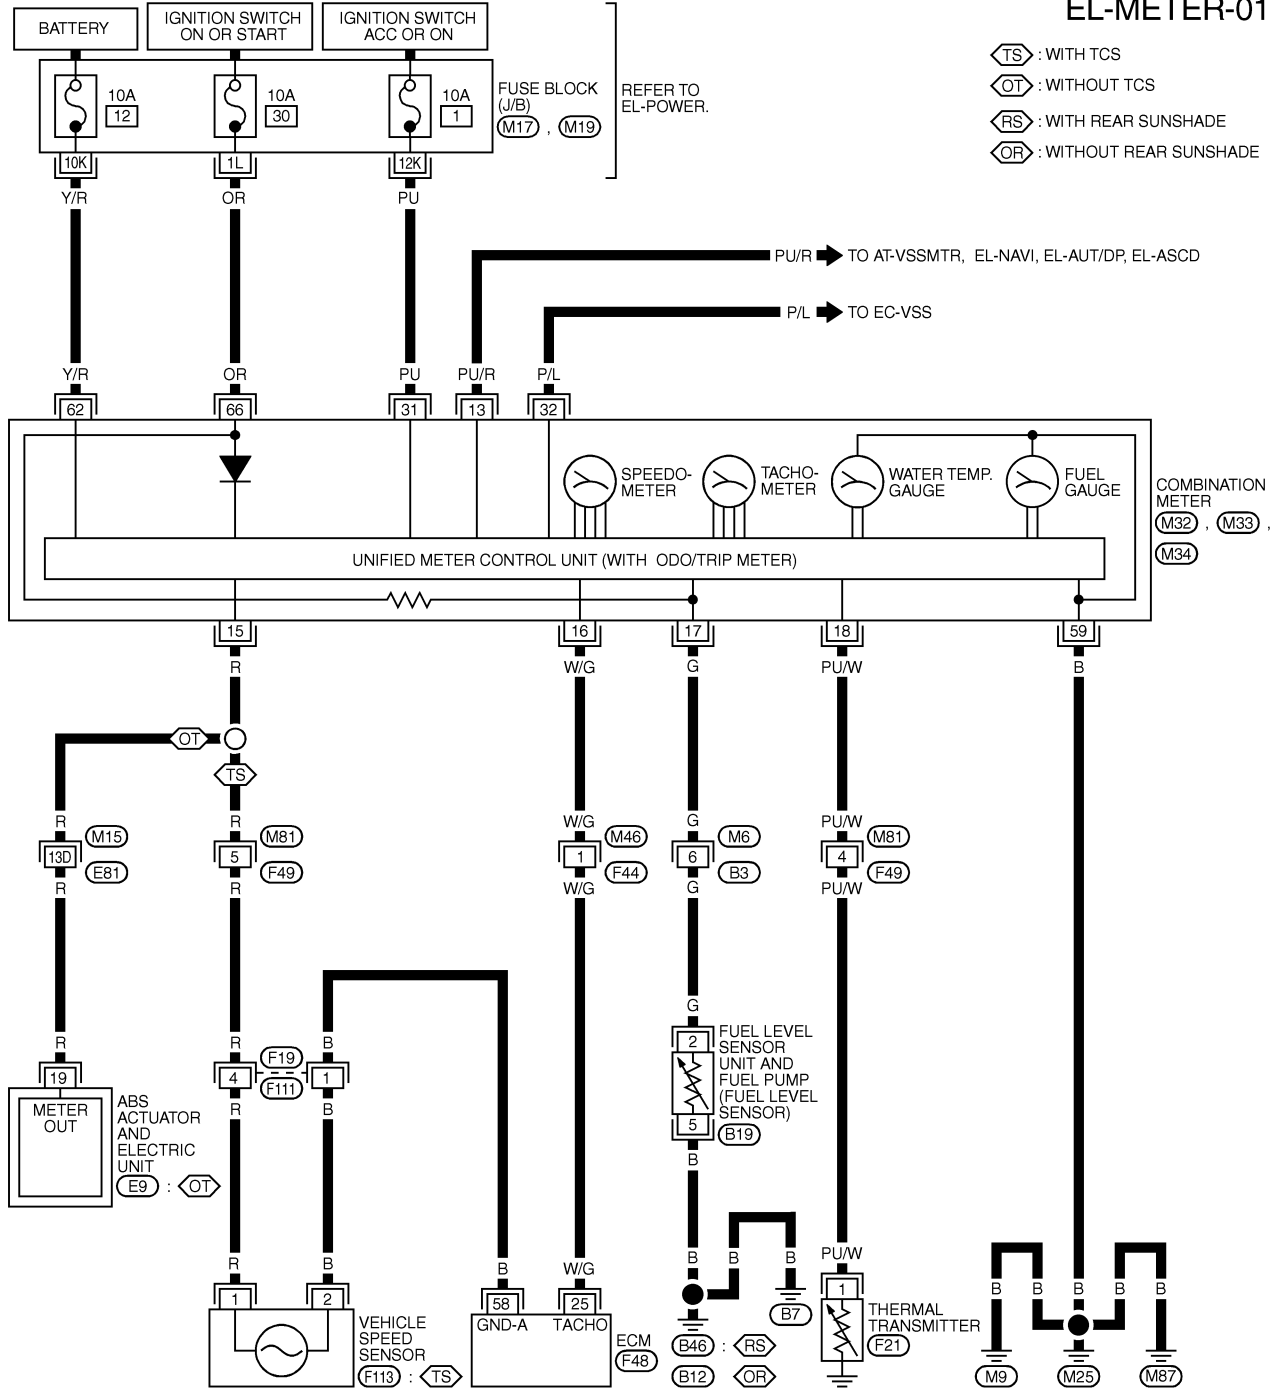 EL-METER-01
BATTERY
IGNITION SWITCH
ON OR START
IGNITION SWITCH
ACC OR ON
TS : WITH TCS
OT : WITHOUT TCS
RS : WITH REAR SUNSHADE
OR : WITHOUT REAR SUNSHADE
10A
12
10A
30
10A
1
FUSE BLOCK
(J/B)
M17 , M19
REFER TO
EL-POWER.
10K
1L
12K
Y/R
OR
PU
PU/R
TO AT-VSSMTR, EL-NAVI, EL-AUT/DP, EL-ASCD
P/L
TO EC-VSS
Y/R
OR
PU
PU/R
P/L
62
66
31
13
32
SPEEDO-
METER
TACHO-
METER
WATER TEMP.
GAUGE
FUEL
GAUGE
COMBINATION
METER
M32 , M33 ,
M34
UNIFIED METER CONTROL UNIT (WITH ODO/TRIP METER)
15
16
17
18
59
R
W/G
G
PU/W
B
OT
TS
R
R
W/G
G
PU/W
M15
M81
M46
M6
M81
13D
5
1
6
4
E81
F49
F44
B3
F49
R
R
W/G
G
PU/W
G
R
R
B
F19
F111
19
4
1
R
B
2
FUEL LEVEL
SENSOR
UNIT AND
FUEL PUMP
(FUEL LEVEL
SENSOR)
5
B19
B
METER
OUT
ABS
ACTUATOR
AND
ELECTRIC
UNIT
E9 : OT
R
B
B
W/G
B
B
B
PU/W
B
B
B
B
B
1
2
58
25
GND-A
TACHO
VEHICLE
SPEED
SENSOR
F113 : TS
ECM
F48
B7
B46 : RS
B12
OR
1
THERMAL
TRANSMITTER
F21
M9
M25
M87